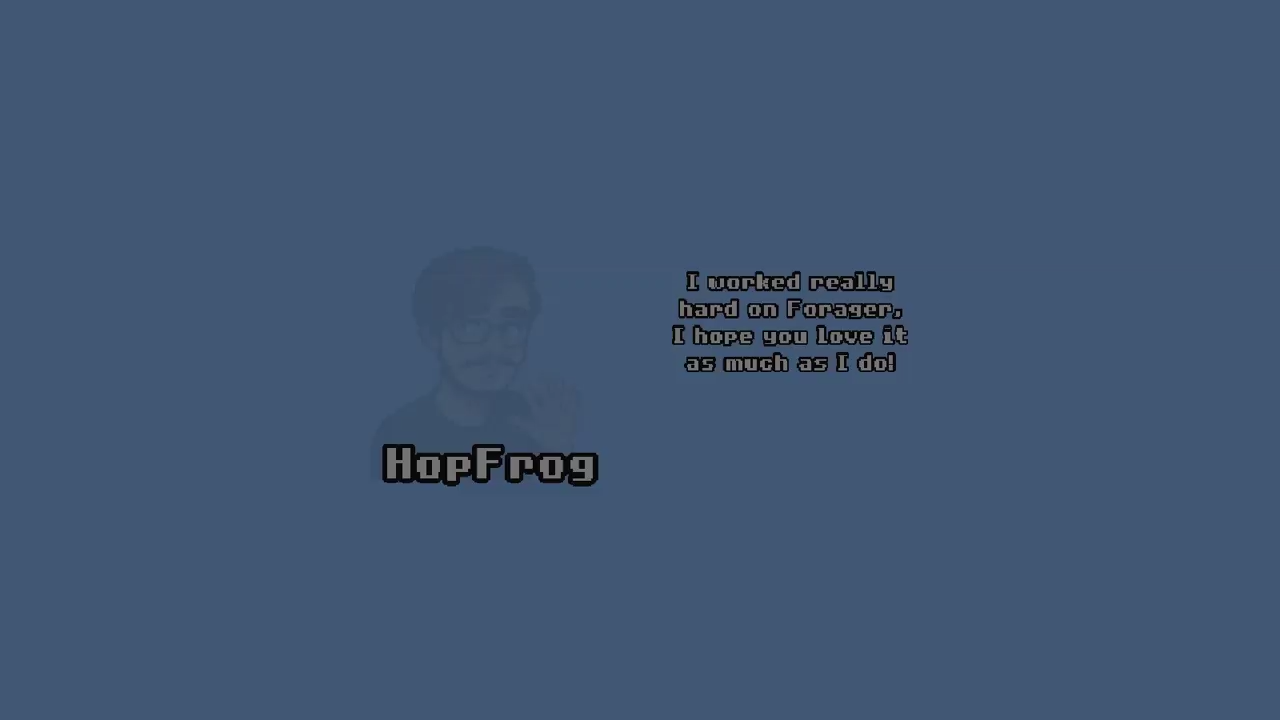 I worked really
hard on Forager,
I hope you love it
as much as I do!
HopFrog